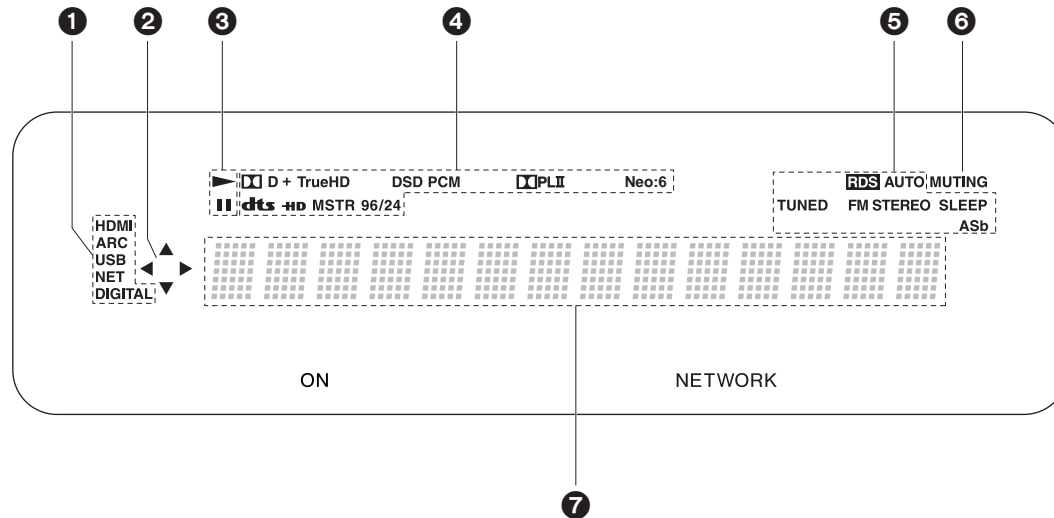 1 2 3 4 5 6
D + TrueHD DSD PCM PLII Neo:6 RDS AUTO MUTING
dts -HD MSTR 96/24 TUNED FM STEREO SLEEP
ASb
HDMI
ARC
USB
NET
DIGITAL
ON NETWORK
7